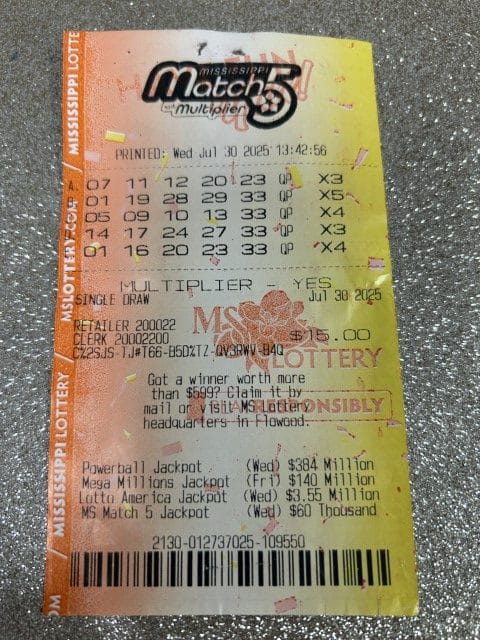 MISSISSIPPI
Match 5
with Multiplier
PRINTED: Wed Jul 30 2025 13:42:56
A. 07 11 12 20 23 QP X3
01 19 28 29 33 QP X5
05 09 10 13 33 QP X4
14 17 24 27 33 QP X3
01 16 20 23 33 QP X4
MULTIPLIER - YES
SINGLE DRAW Jul 30 2025
RETAILER 200022 $15.00
CLERK 20002200
MS LOTTERY
Got a winner worth more
than $599? Claim it by
mail or visit MS Lottery
headquarters in Flowood.
RESPONSIBLY
Powerball Jackpot (Wed) $384 Million
Mega Millions Jackpot (Fri) $140 Million
Lotto America Jackpot (Wed) $3.55 Million
MS Match 5 Jackpot (Wed) $60 Thousand
2130-012737025-109550
MISSISSIPPI LOTTE
MSLOTTERY.COM
MISSISSIPPI LOTTERY
OM